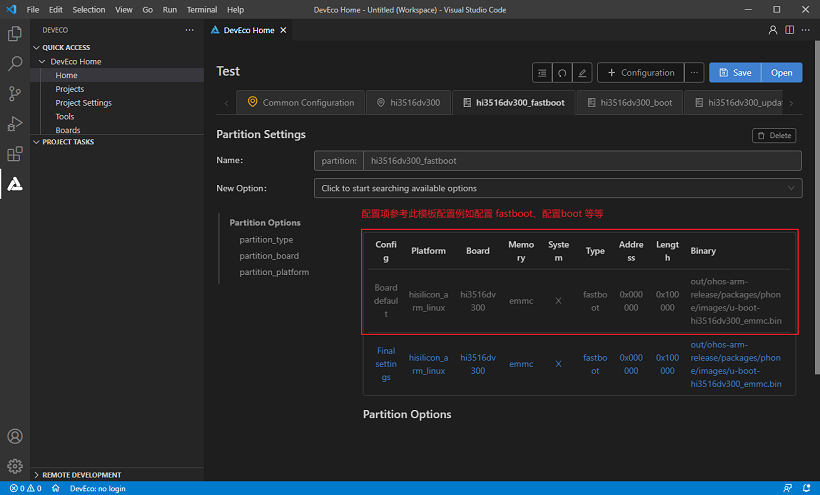 File Edit Selection View Go Run Terminal Help DevEco Home - Untitled (Workspace) - Visual Studio Code
DEVECO
QUICK ACCESS
DevEco Home
Home
Projects
Project Settings
Tools
Boards
PROJECT TASKS
REMOTE DEVELOPMENT
DevEco Home
Test
+ Configuration
Save
Open
Common Configuration
hi3516dv300
hi3516dv300_fastboot
hi3516dv300_boot
hi3516dv300_updat
Partition Settings
Delete
Name:
partition:
hi3516dv300_fastboot
New Option:
Click to start searching available options
配置项参考此模板配置例如配置 fastboot、配置boot 等等
Partition Options
partition_type
partition_board
partition_platform
Config Platform Board Memory System Type Address Length Binary
Board default hisilicon_arm_linux hi3516dv300 emmc X fastboot 0x000000 0x100000 out/ohos-arm-release/packages/phone/images/u-boot-hi3516dv300_emmc.bin
Final settings hisilicon_arm_linux hi3516dv300 emmc X fastboot 0x000000 0x100000 out/ohos-arm-release/packages/phone/images/u-boot-hi3516dv300_emmc.bin
Partition Options
0 0 DevEco: no login